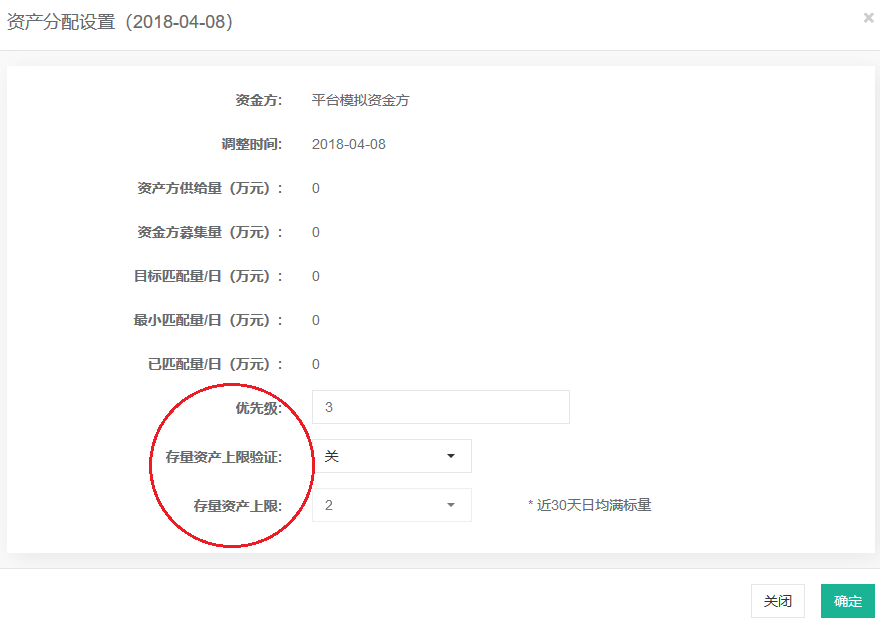 资产分配设置（2018-04-08） ×
资金方: 平台模拟资金方
调整时间: 2018-04-08
资产方供给量（万元）: 0
资金方募集量（万元）: 0
目标匹配量/日（万元）: 0
最小匹配量/日（万元）: 0
已匹配量/日（万元）: 0
优先级: 3
存量资产上限验证: 关
存量资产上限: 2 * 近30天日均满标量
关闭 确定